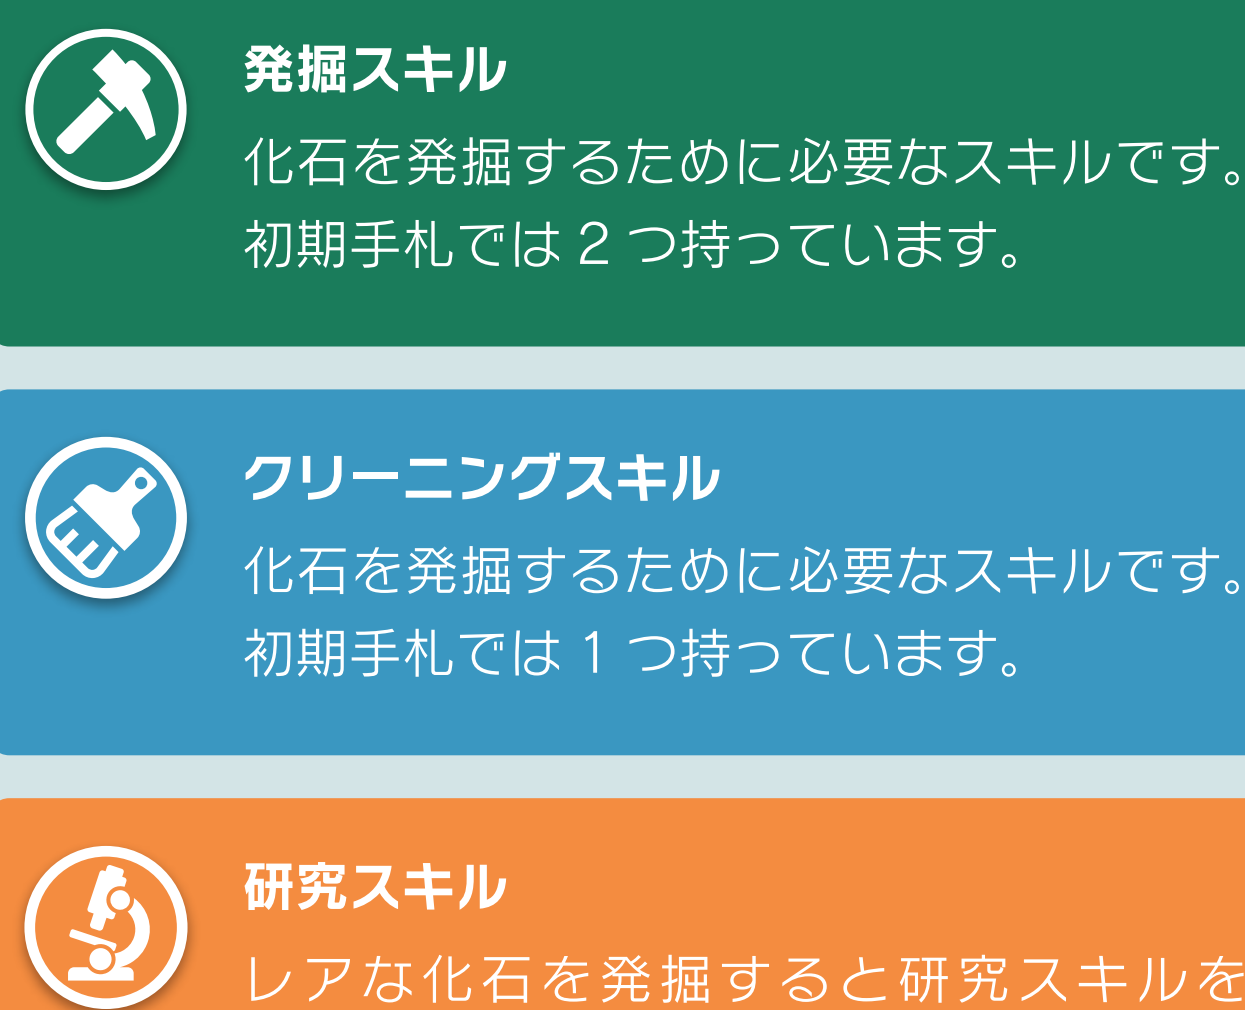 発掘スキル
化石を発掘するために必要なスキルです。
初期手札では2つ持っています。
クリーニングスキル
化石を発掘するために必要なスキルです。
初期手札では1つ持っています。
研究スキル
レアな化石を発掘すると研究スキルを